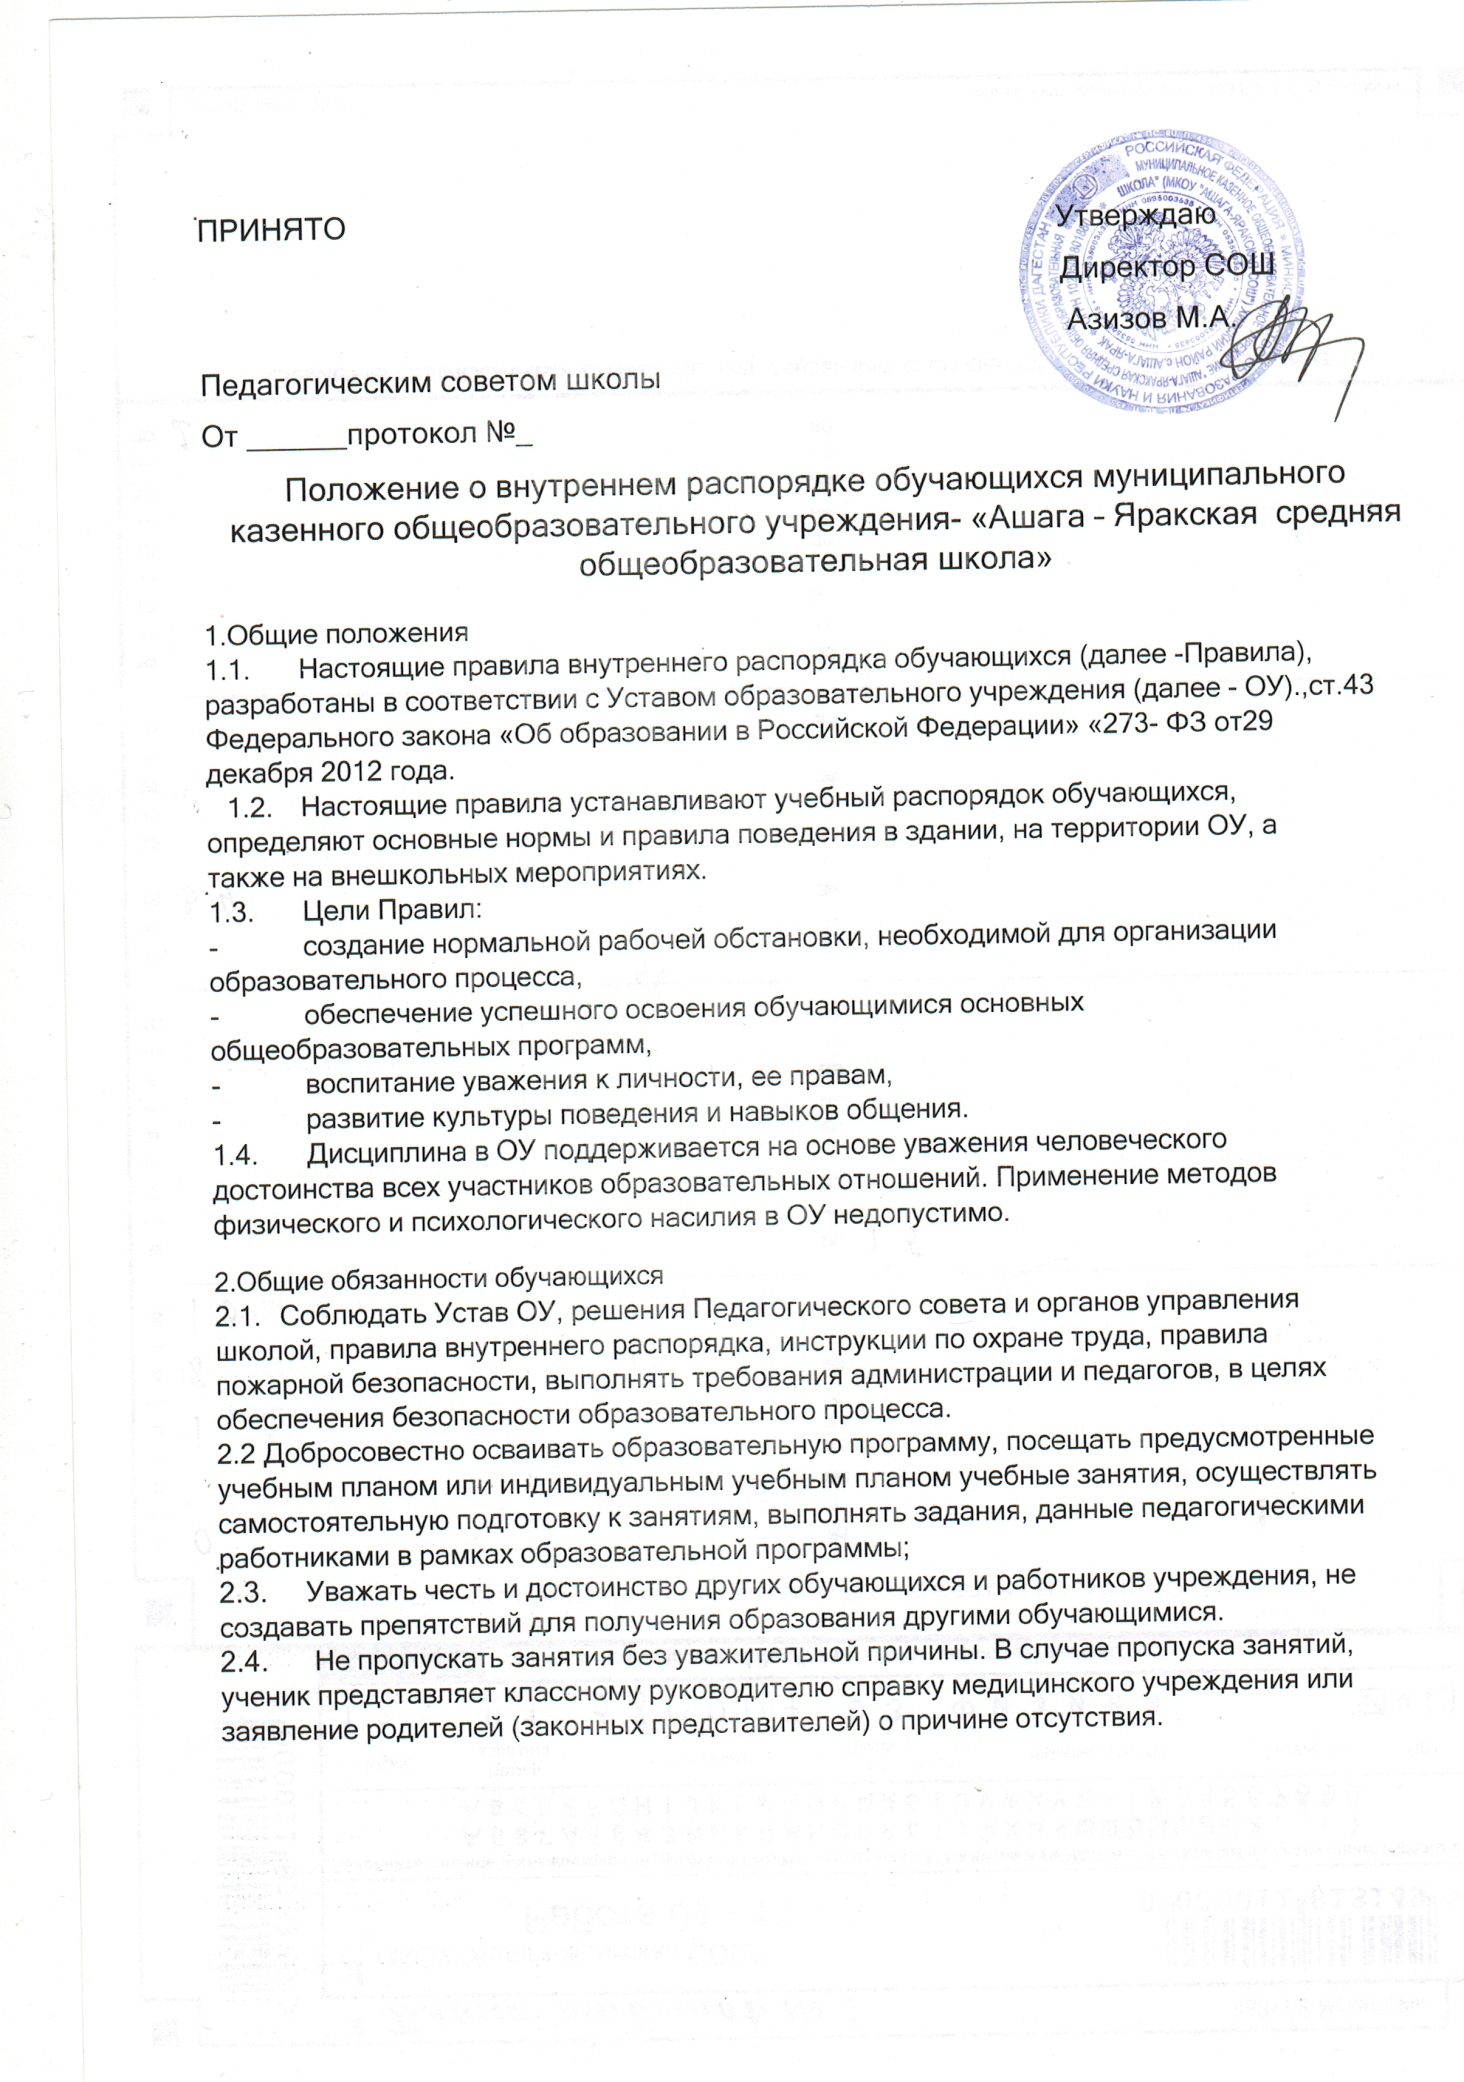 ПРИНЯТО
Утверждаю
Директор СОШ
Азизов М.А.
Педагогическим советом школы
От ______протокол №_
Положение о внутреннем распорядке обучающихся муниципального
казенного общеобразовательного учреждения- «Ашага – Яракская средняя
общеобразовательная школа»
1.Общие положения
1.1. Настоящие правила внутреннего распорядка обучающихся (далее -Правила),
разработаны в соответствии с Уставом образовательного учреждения (далее - ОУ).,ст.43
Федерального закона «Об образовании в Российской Федерации» «273- ФЗ от29
декабря 2012 года.
1.2. Настоящие правила устанавливают учебный распорядок обучающихся,
определяют основные нормы и правила поведения в здании, на территории ОУ, а
также на внешкольных мероприятиях.
1.3. Цели Правил:
- создание нормальной рабочей обстановки, необходимой для организации
образовательного процесса,
- обеспечение успешного освоения обучающимися основных
общеобразовательных программ,
- воспитание уважения к личности, ее правам,
- развитие культуры поведения и навыков общения.
1.4. Дисциплина в ОУ поддерживается на основе уважения человеческого
достоинства всех участников образовательных отношений. Применение методов
физического и психологического насилия в ОУ недопустимо.
2.Общие обязанности обучающихся
2.1. Соблюдать Устав ОУ, решения Педагогического совета и органов управления
школой, правила внутреннего распорядка, инструкции по охране труда, правила
пожарной безопасности, выполнять требования администрации и педагогов, в целях
обеспечения безопасности образовательного процесса.
2.2 Добросовестно осваивать образовательную программу, посещать предусмотренные
учебным планом или индивидуальным учебным планом учебные занятия, осуществлять
самостоятельную подготовку к занятиям, выполнять задания, данные педагогическими
работниками в рамках образовательной программы;
2.3. Уважать честь и достоинство других обучающихся и работников учреждения, не
создавать препятствий для получения образования другими обучающимися.
2.4. Не пропускать занятия без уважительной причины. В случае пропуска занятий,
ученик представляет классному руководителю справку медицинского учреждения или
заявление родителей (законных представителей) о причине отсутствия.